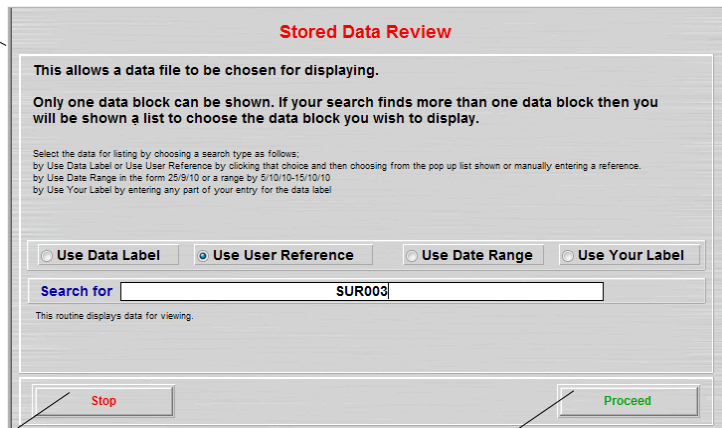 Stored Data Review
This allows a data file to be chosen for displaying.
Only one data block can be shown. If your search finds more than one data block then you
will be shown a list to choose the data block you wish to display.
Select the data for listing by choosing a search type as follows;
by Use Data Label or Use User Reference by clicking that choice and then choosing from the pop up list shown or manually entering a reference.
by Use Date Range in the form 25/9/10 or a range by 5/10/10-15/10/10
by Use Your Label by entering any part of your entry for the data label
Use Data Label Use User Reference Use Date Range Use Your Label
Search for SUR003
This routine displays data for viewing.
Stop Proceed